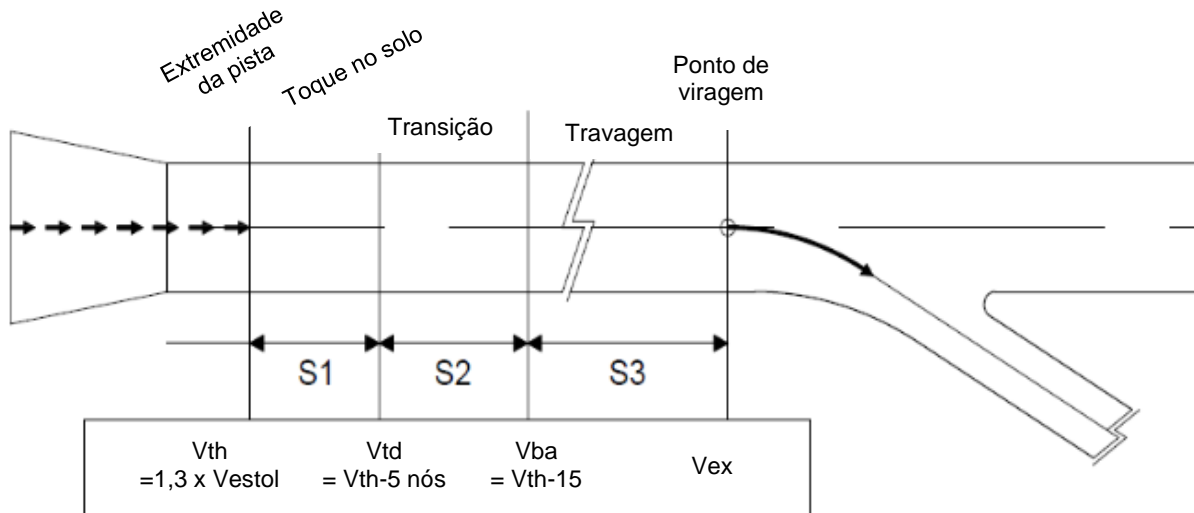 Extremidade
da pista
Toque no solo
Ponto de
viragem
Transição
Travagem
S1
S2
S3
Vth
=1,3 x Vestol
Vtd
= Vth-5 nós
Vba
= Vth-15
Vex